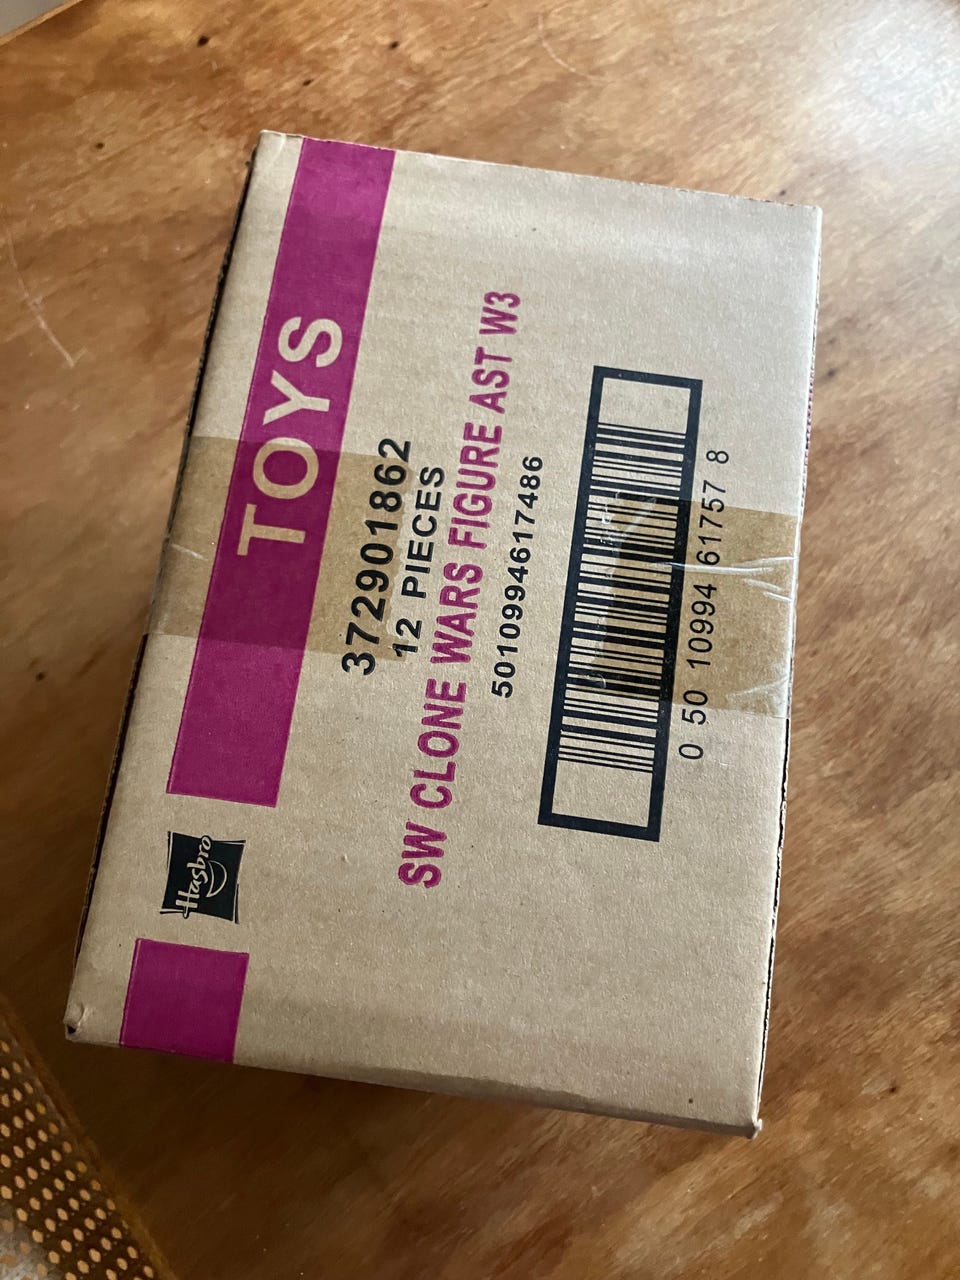 Hasbro
TOYS
372901862
12 PIECES
SW CLONE WARS FIGURE AST W3
5010994617486
0 50 10994 61757 8